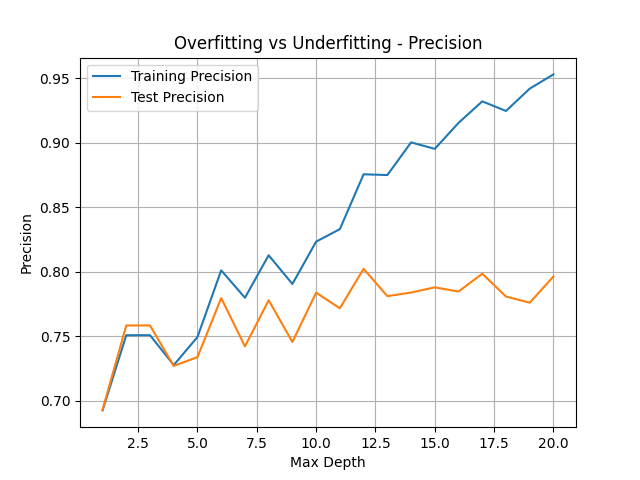 Overfitting vs Underfitting - Precision
Training Precision
Test Precision
0.95
0.90
0.85
0.80
0.75
0.70
Precision
2.5 5.0 7.5 10.0 12.5 15.0 17.5 20.0
Max Depth